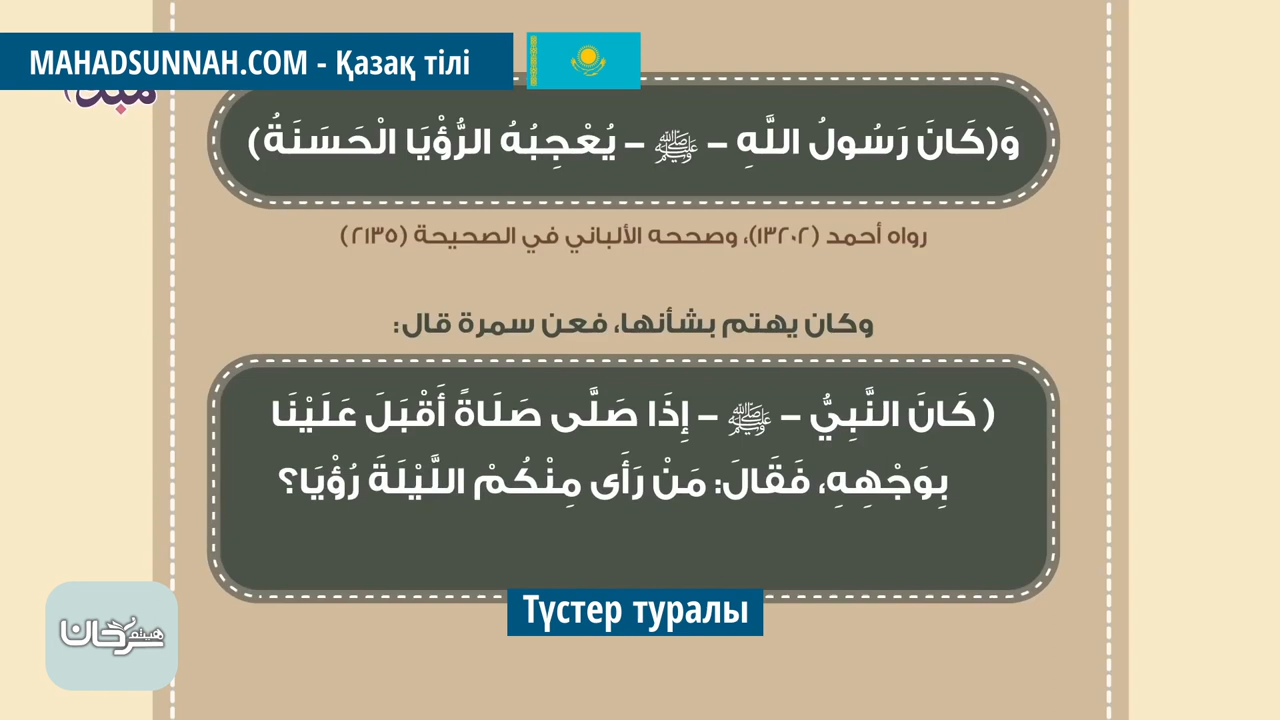 MAHADSUNNAH.COM - Қазақ тілі
وَ(كَانَ رَسُولُ اللَّهِ – ﷺ – يُعْجِبُهُ الرُّؤْيَا الْحَسَنَةُ)
رواه أحمد (١٣٢٠٢)، وصححه الألباني في الصحيحة (٢١٣٥)
وكان يهتم بشأنها، فعن سمرة قال:
( كَانَ النَّبِيُّ – ﷺ – إِذَا صَلَّى صَلَاةً أَقْبَلَ عَلَيْنَا
بِوَجْهِهِ، فَقَالَ: مَنْ رَأَى مِنْكُمْ اللَّيْلَةَ رُؤْيَا؟
Түстер туралы
هيثم سرحان